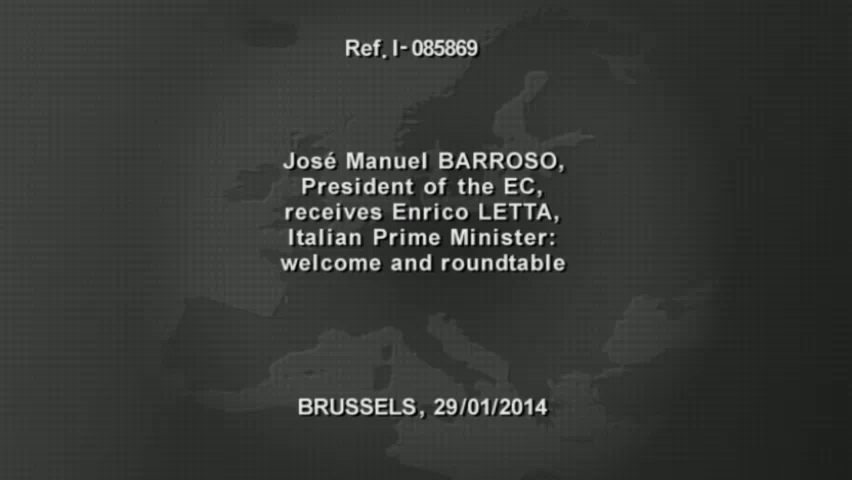 Ref. I-085869
José Manuel BARROSO,
President of the EC,
receives Enrico LETTA,
Italian Prime Minister:
welcome and roundtable
BRUSSELS, 29/01/2014